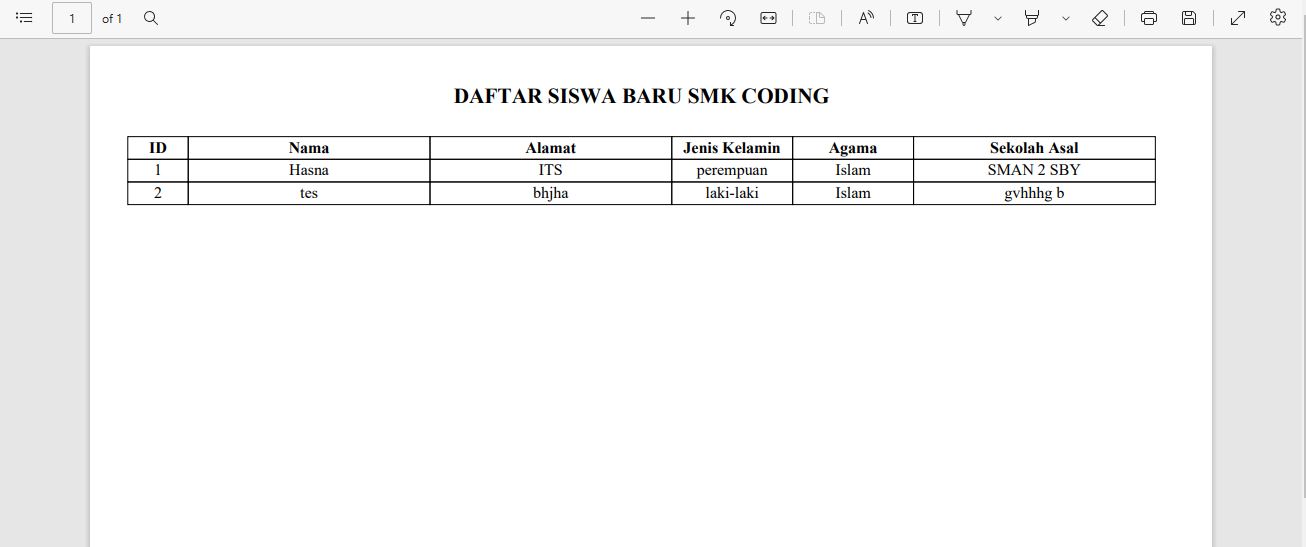 1 of 1
DAFTAR SISWA BARU SMK CODING
ID Nama Alamat Jenis Kelamin Agama Sekolah Asal
1 Hasna ITS perempuan Islam SMAN 2 SBY
2 tes bhjha laki-laki Islam gvhhhg b